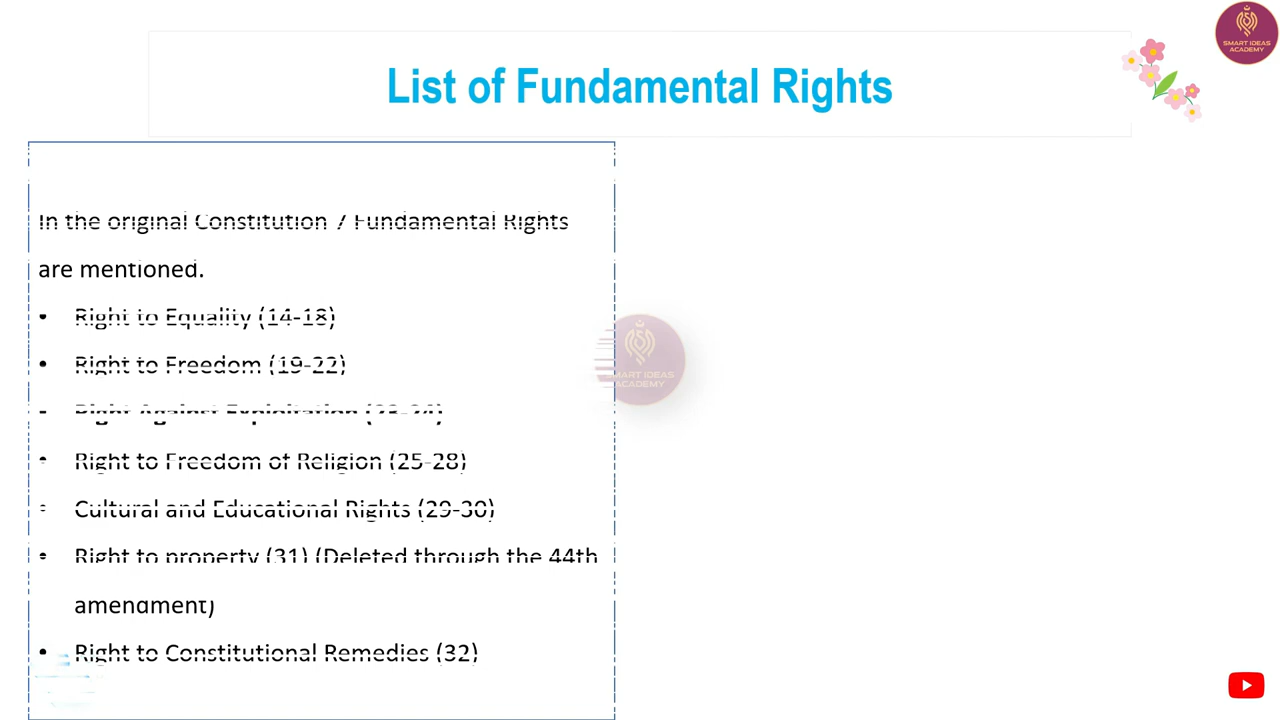 SMART IDEAS
ACADEMY
List of Fundamental Rights
In the original Constitution 7 Fundamental Rights
are mentioned.
• Right to Equality (14-18)
• Right to Freedom (19-22)
• Right Against Exploitation (23-24)
• Right to Freedom of Religion (25-28)
• Cultural and Educational Rights (29-30)
• Right to property (31) (Deleted through the 44th
amendment)
• Right to Constitutional Remedies (32)
SMART IDEAS
ACADEMY